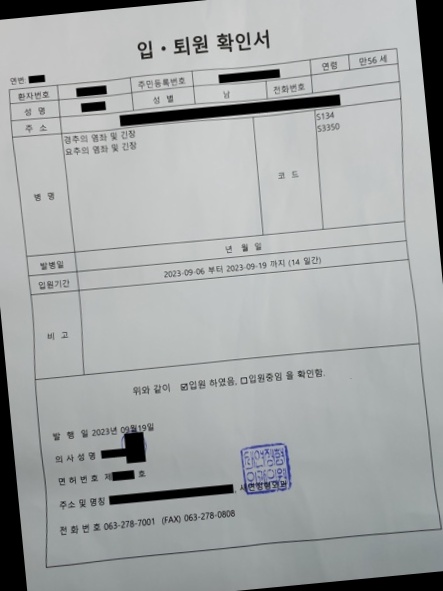 입·퇴원 확인서
연번:
환자번호 주민등록번호 연령 만56 세
성 명 성 별 남 전화번호
주 소
병 명 경추의 염좌 및 긴장 코 드 S134
요추의 염좌 및 긴장 S3350
발병일 년 월 일
입원기간 2023-09-06 부터 2023-09-19 까지 (14 일간)
비 고
위와 같이 ☑입원 하였음, □입원중임 을 확인함.
발 행 일 2023년 09월19일
의 사 성 명
면 허 번 호 제 호
주소 및 명칭 ,
전 화 번 호 063-278-7001 (FAX) 063-278-0808